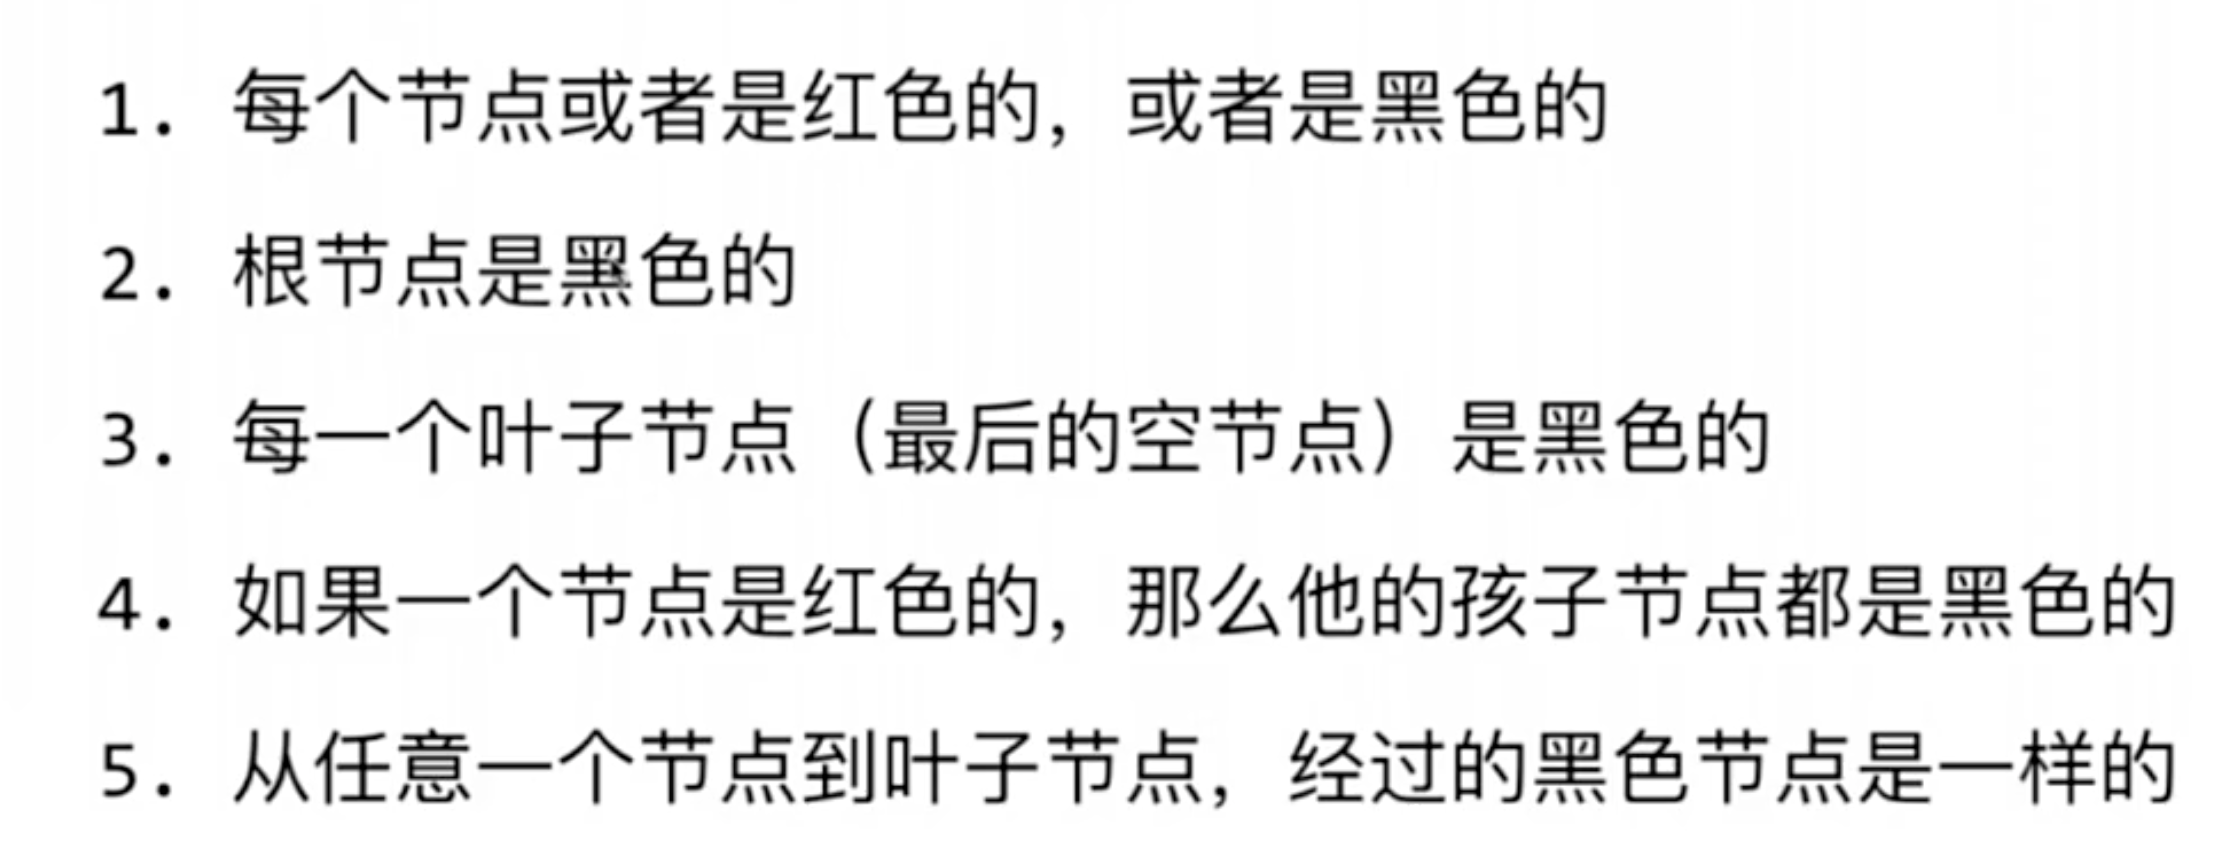 1. 每个节点或者是红色的，或者是黑色的
2. 根节点是黑色的
3. 每一个叶子节点（最后的空节点）是黑色的
4. 如果一个节点是红色的，那么他的孩子节点都是黑色的
5. 从任意一个节点到叶子节点，经过的黑色节点是一样的